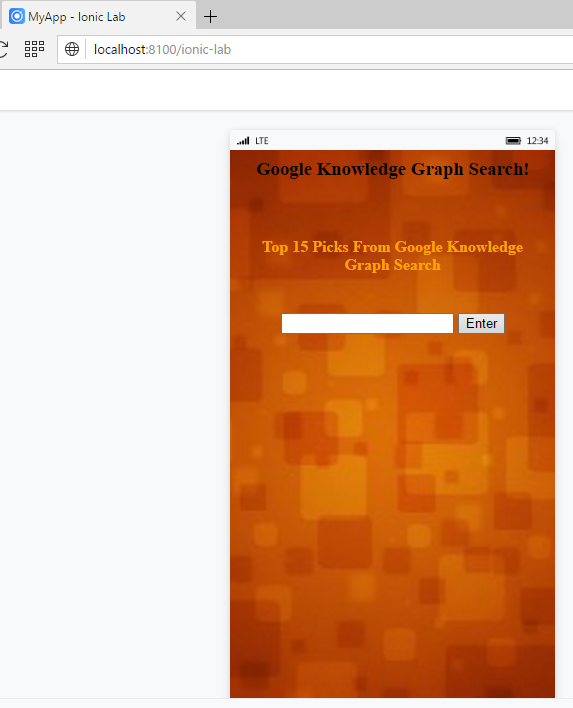 MyApp - Ionic Lab
localhost:8100/ionic-lab
LTE 12:34
Google Knowledge Graph Search!
Top 15 Picks From Google Knowledge
Graph Search
Enter